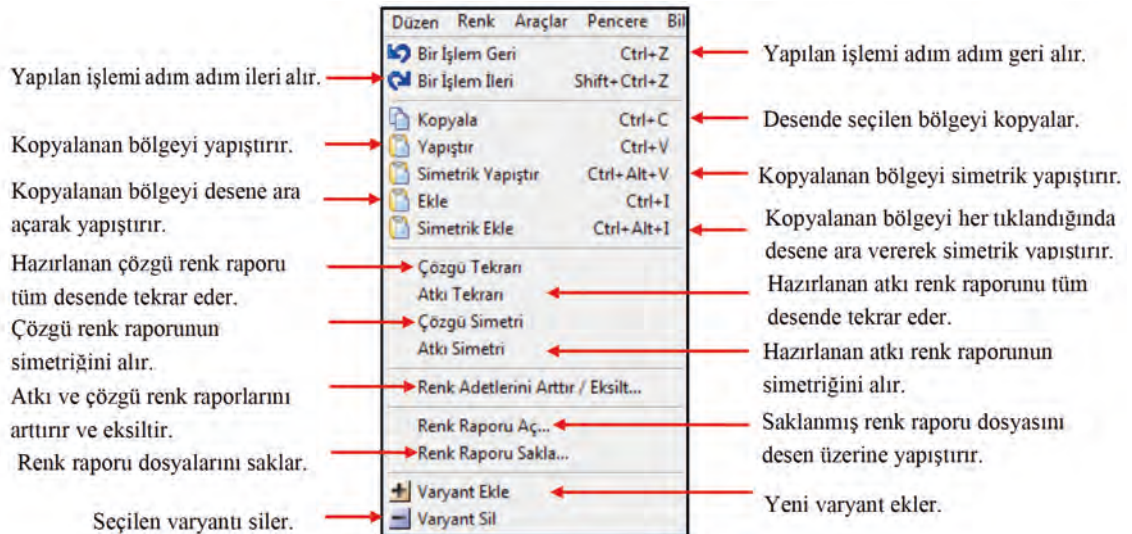 Düzen Renk Araçlar Pencere Bil
Bir İşlem Geri Ctrl+Z
Yapılan işlemi adım adım geri alır.
Yapılan işlemi adım adım ileri alır.
Bir İşlem İleri Shift+Ctrl+Z
Kopyala Ctrl+C
Desende seçilen bölgeyi kopyalar.
Kopyalanan bölgeyi yapıştırır.
Yapıştır Ctrl+V
Simetrik Yapıştır Ctrl+Alt+V
Kopyalanan bölgeyi simetrik yapıştırır.
Kopyalanan bölgeyi desene ara
açarak yapıştırır.
Ekle Ctrl+I
Simetrik Ekle Ctrl+Alt+I
Kopyalanan bölgeyi her tıklandığında
desene ara vererek simetrik yapıstırır.
Hazırlanan çözgü renk raporu
tüm desende tekrar eder.
Çözgü Tekrarı
Atkı Tekrarı
Hazırlanan atkı renk raporunu tüm
desende tekrar eder.
Çözgü renk raporunun
simetriğini alır.
Çözgü Simetri
Atkı Simetri
Hazırlanan atkı renk raporunun
simetriğini alır.
Atkı ve çözgü renk raporlarını
arttırır ve eksiltir.
Renk Adetlerini Arttır / Eksilt...
Renk Raporu Aç...
Saklanmış renk raporu dosyasını
desen üzerine yapıştırır.
Renk raporu dosyalarını saklar.
Renk Raporu Sakla...
Varyant Ekle
Yeni varyant ekler.
Seçilen varyantı siler.
Varyant Sil